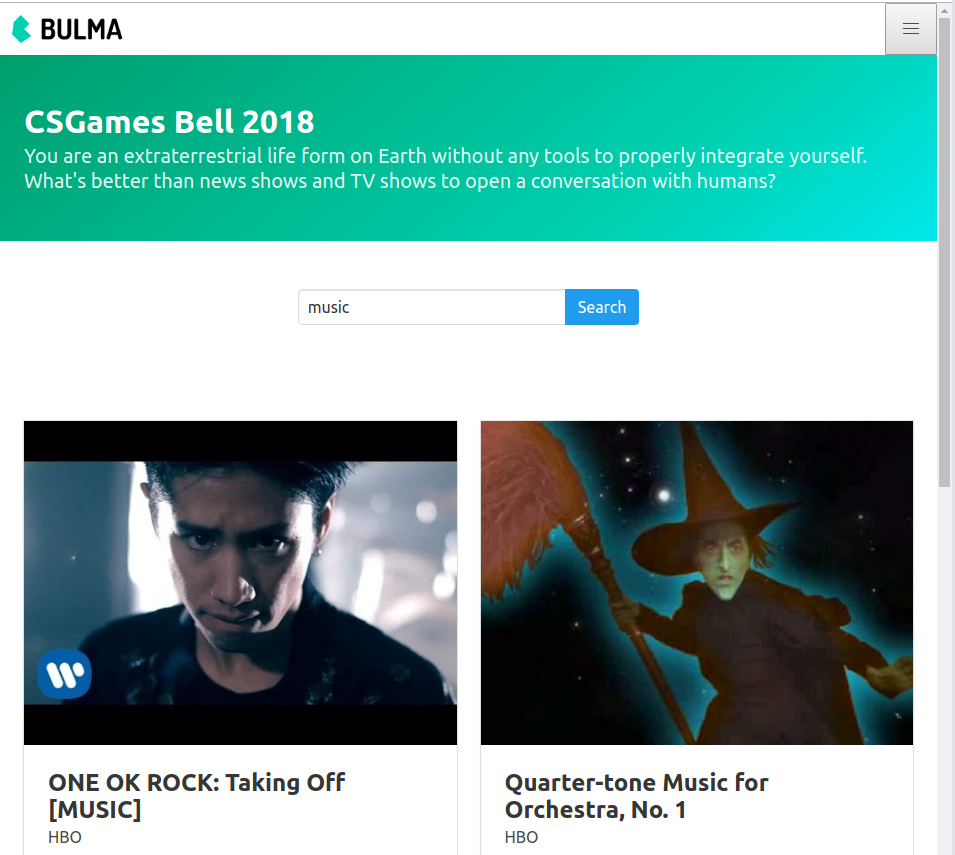 BULMA
CSGames Bell 2018
You are an extraterrestrial life form on Earth without any tools to properly integrate yourself.
What's better than news shows and TV shows to open a conversation with humans?
music
Search
ONE OK ROCK: Taking Off
[MUSIC]
HBO
Quarter-tone Music for
Orchestra, No. 1
HBO